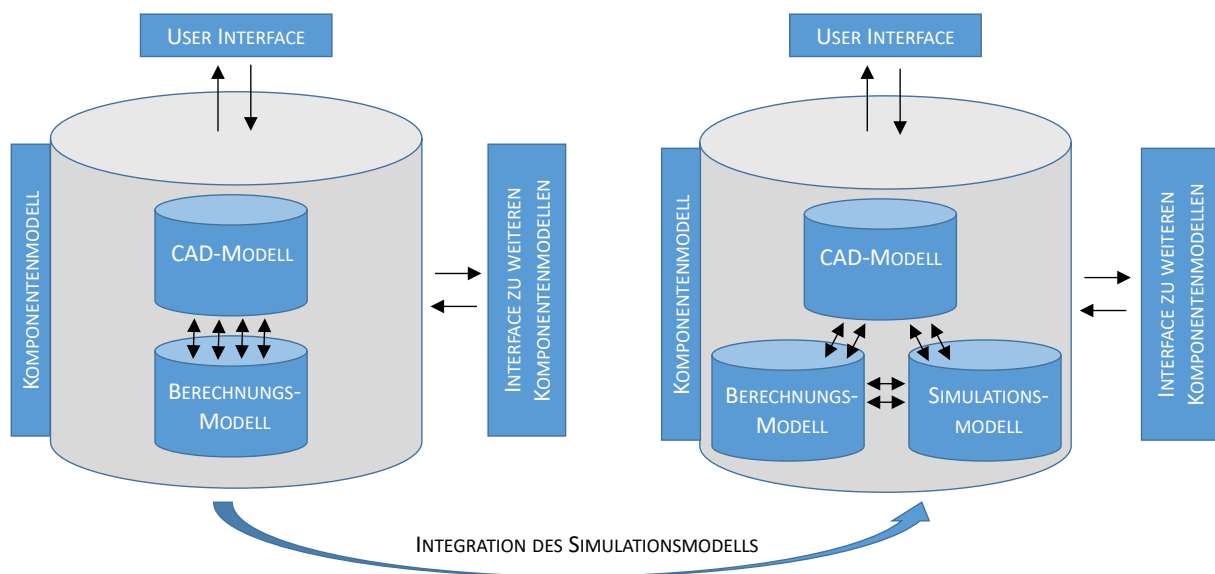 User Interface
Komponentenmodell
CAD-Modell
Berechnungs-
Modell
Interface zu weiteren
Komponentenmodellen
User Interface
Komponentenmodell
CAD-Modell
Berechnungs-
Modell
Simulations-
modell
Interface zu weiteren
Komponentenmodellen
Integration des Simulationsmodells